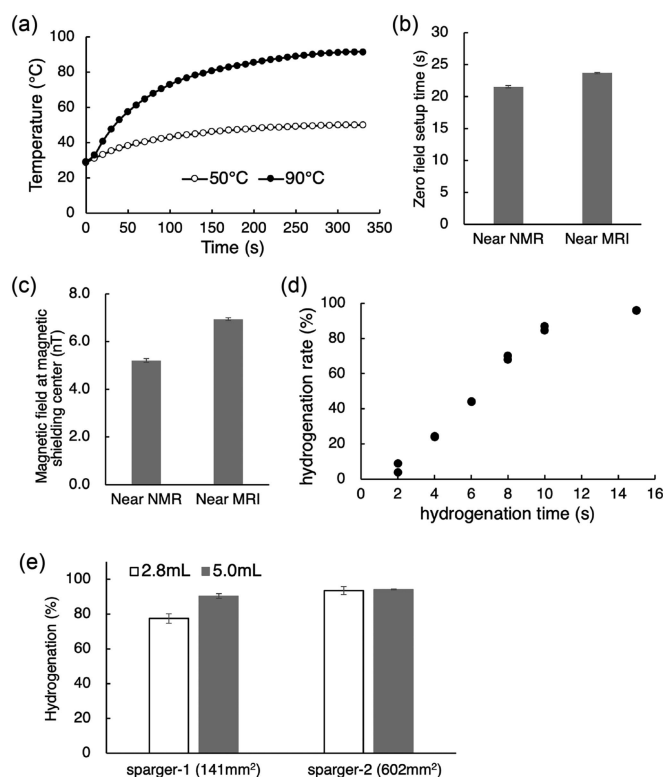 (a)
Temperature (°C)
100
80
60
40
20
0
50°C
90°C
0 50 100 150 200 250 300 350
Time (s)
(b)
Zero field setup time (s)
30
25
20
15
10
5
0
Near NMR Near MRI
(c)
Magnetic field at magnetic
shielding center (nT)
8.0
6.0
4.0
2.0
0.0
Near NMR Near MRI
(d)
hydrogenation rate (%)
100
80
60
40
20
0
0 2 4 6 8 10 12 14 16
hydrogenation time (s)
(e)
Hydrogenation (%)
100
80
60
40
20
0
2.8mL 5.0mL
sparger-1 (141mm²) sparger-2 (602mm²)